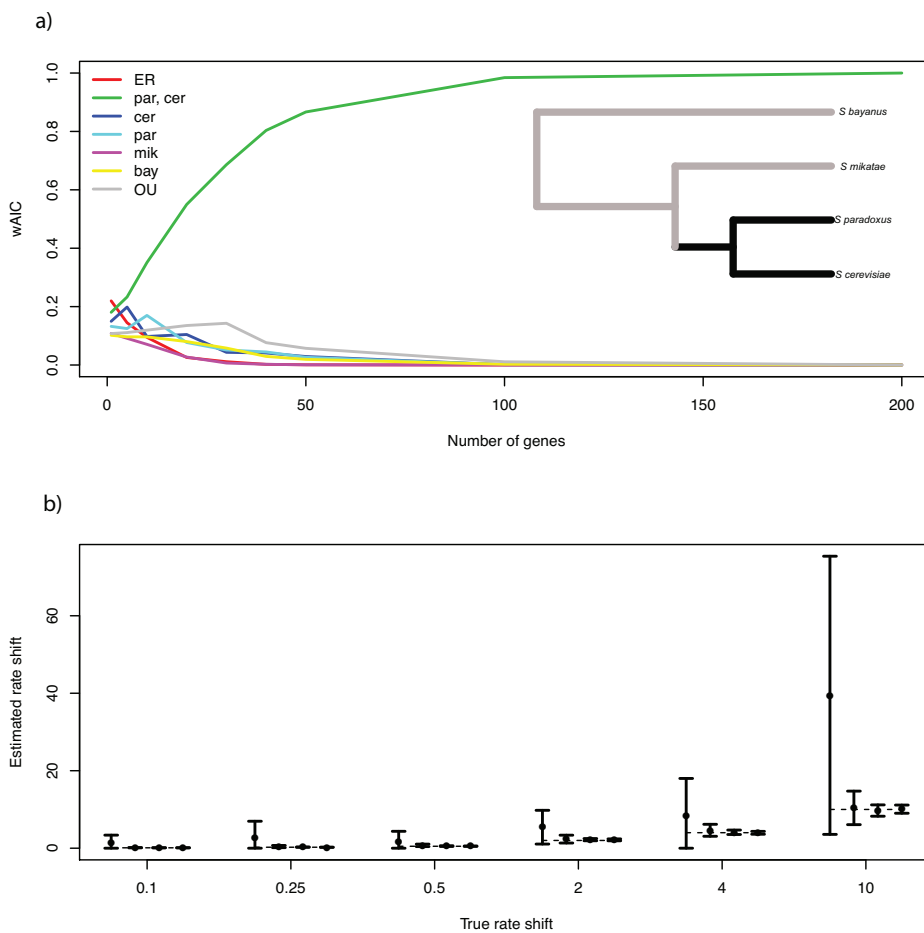 a)
ER
par, cer
cer
par
mik
bay
OU
S bayanus
S mikatae
S paradoxus
S cerevisiae
wAIC
0.0
0.2
0.4
0.6
0.8
1.0
0
50
100
150
200
Number of genes
b)
Estimated rate shift
0
20
40
60
0.1
0.25
0.5
2
4
10
True rate shift